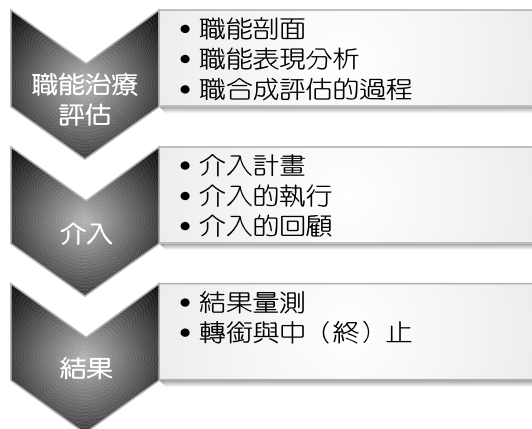 職能治療
評估
• 職能剖面
• 職能表現分析
• 職合成評估的過程
介入
• 介入計畫
• 介入的執行
• 介入的回顧
結果
• 結果量測
• 轉銜與中（終）止